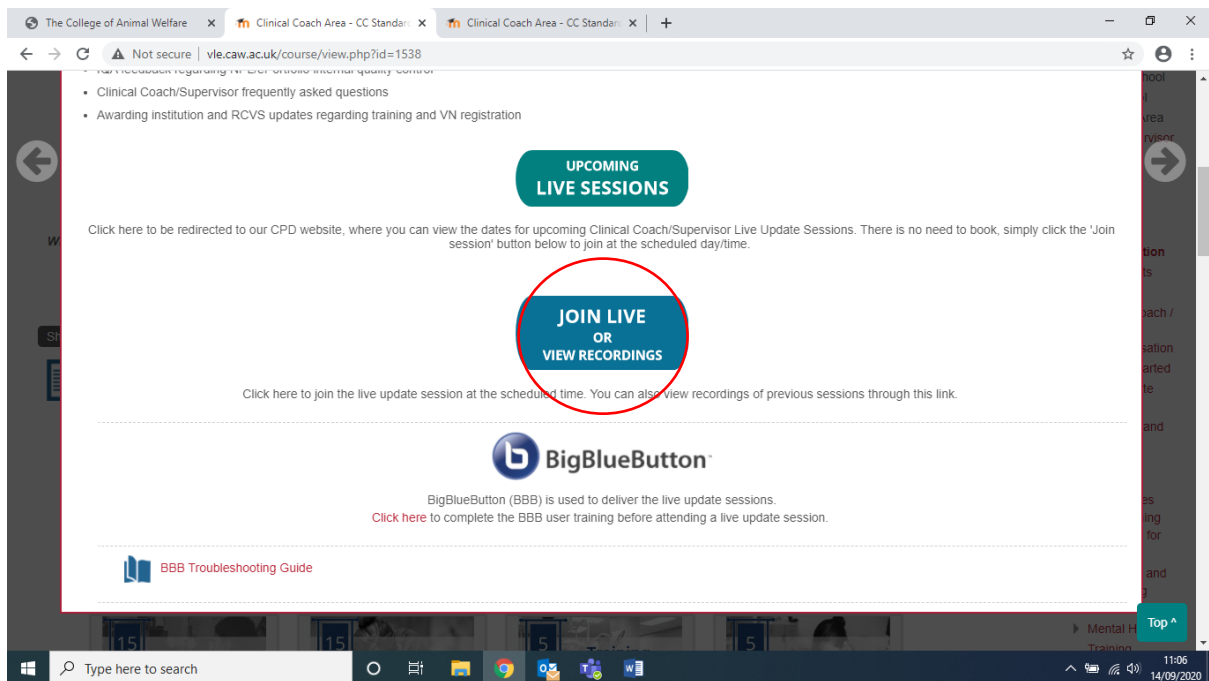 The College of Animal Welfare
Clinical Coach Area - CC Standard
Clinical Coach Area - CC Standard
Not secure | vle.caw.ac.uk/course/view.php?id=1538
Clinical Coach/Supervisor frequently asked questions
Awarding institution and RCVS updates regarding training and VN registration
UPCOMING
LIVE SESSIONS
Click here to be redirected to our CPD website, where you can view the dates for upcoming Clinical Coach/Supervisor Live Update Sessions. There is no need to book, simply click the 'Join
session' button below to join at the scheduled day/time.
JOIN LIVE
OR
VIEW RECORDINGS
Click here to join the live update session at the scheduled time. You can also view recordings of previous sessions through this link.
b BigBlueButton
BigBlueButton (BBB) is used to deliver the live update sessions.
Click here to complete the BBB user training before attending a live update session.
BBB Troubleshooting Guide
and
for
and
Top ^
15
15
5
5
Mental H
Training
Type here to search
11:06
14/09/2020